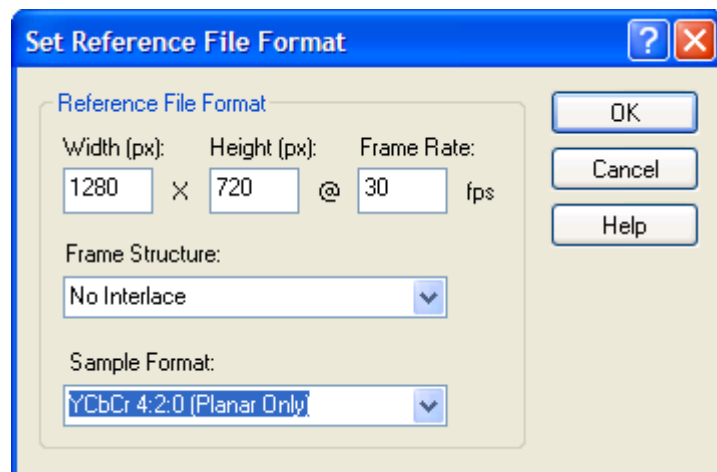 Set Reference File Format
Reference File Format
OK
Width (px): Height (px): Frame Rate:
1280 X 720 @ 30 fps
Cancel
Help
Frame Structure:
No Interlace
Sample Format:
YCbCr 4:2:0 (Planar Only)